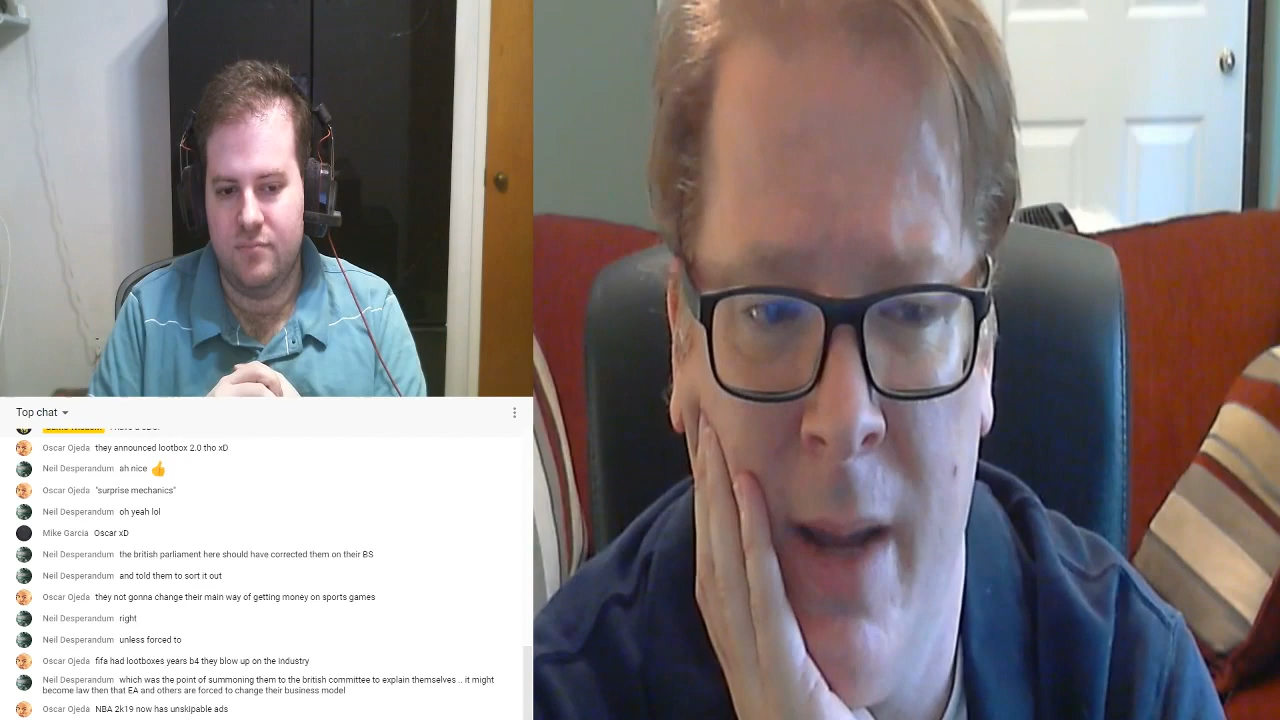 Top chat
Oscar Ojeda they announced lootbox 2.0 tho xD
Neil Desperandum ah nice 👍
Oscar Ojeda "surprise mechanics"
Neil Desperandum oh yeah lol
Mike Garcia Oscar xD
Neil Desperandum the british parliament here should have corrected them on their BS
Neil Desperandum and told them to sort it out
Oscar Ojeda they not gonna change their main way of getting money on sports games
Neil Desperandum right
Neil Desperandum unless forced to
Oscar Ojeda fifa had lootboxes years b4 they blow up on the industry
Neil Desperandum which was the point of summoning them to the british committee to explain themselves... it might
become law then that EA and others are forced to change their business model
Oscar Ojeda NBA 2k19 now has unskipable ads